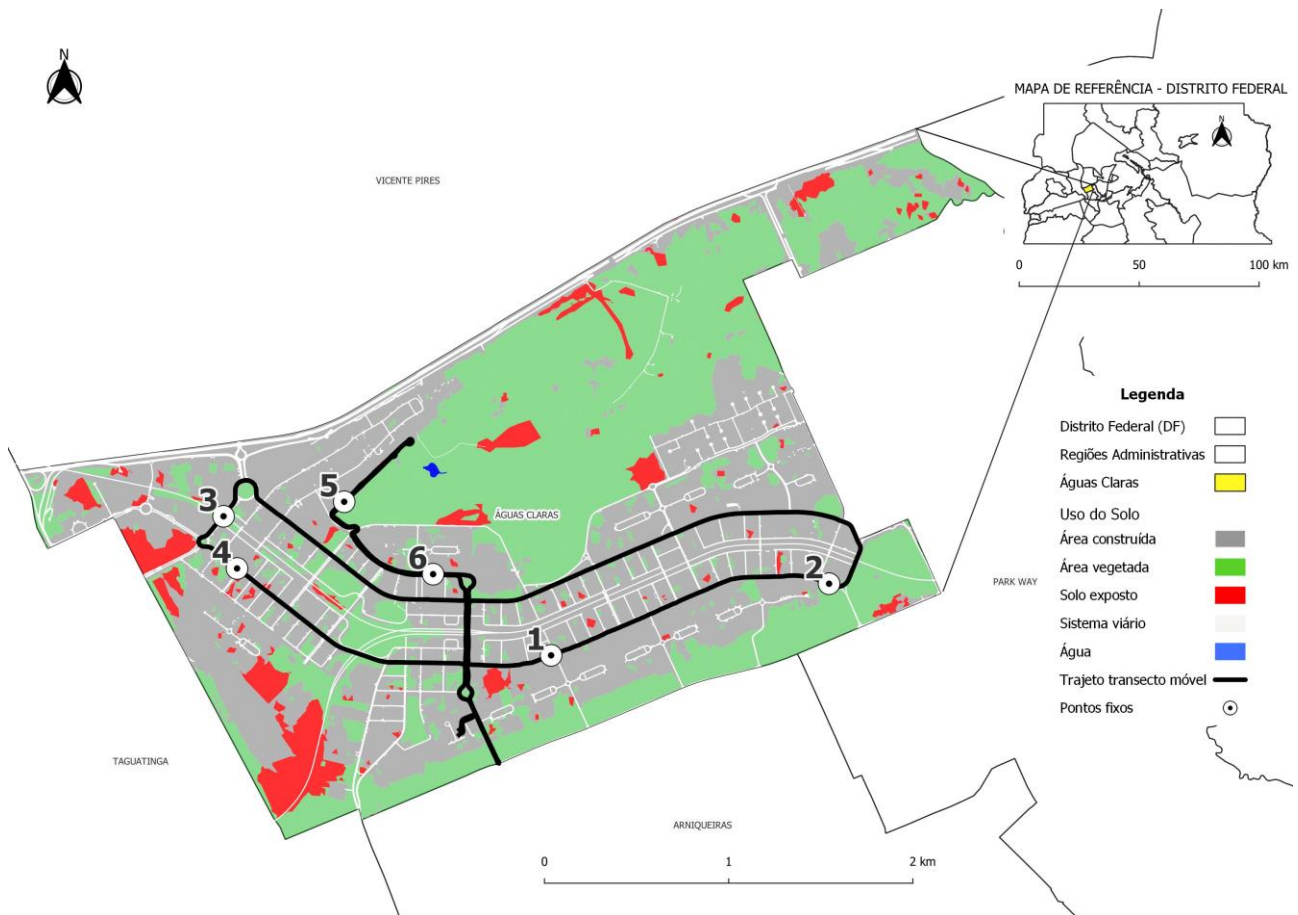 N
MAPA DE REFERÊNCIA - DISTRITO FEDERAL
N
0 50 100 km
VICENTE PIRES
Legenda
Distrito Federal (DF)
Regiões Administrativas
Águas Claras
Uso do Solo
Área construída
Área vegetada
Solo exposto
Sistema viário
Água
Trajeto transecto móvel
Pontos fixos
5
3
ÁGUAS CLARAS
4
6
2
PARK WAY
1
TAGUATINGA
ARNIQUEIRAS
0 1 2 km